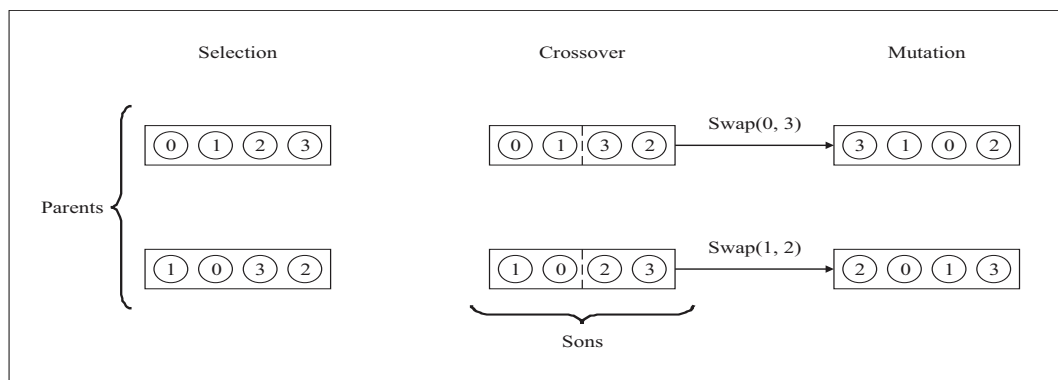 Selection Crossover Mutation
0 1 2 3 0 1 3 2 Swap(0, 3) 3 1 0 2
Parents
1 0 3 2 1 0 2 3 Swap(1, 2) 2 0 1 3
Sons